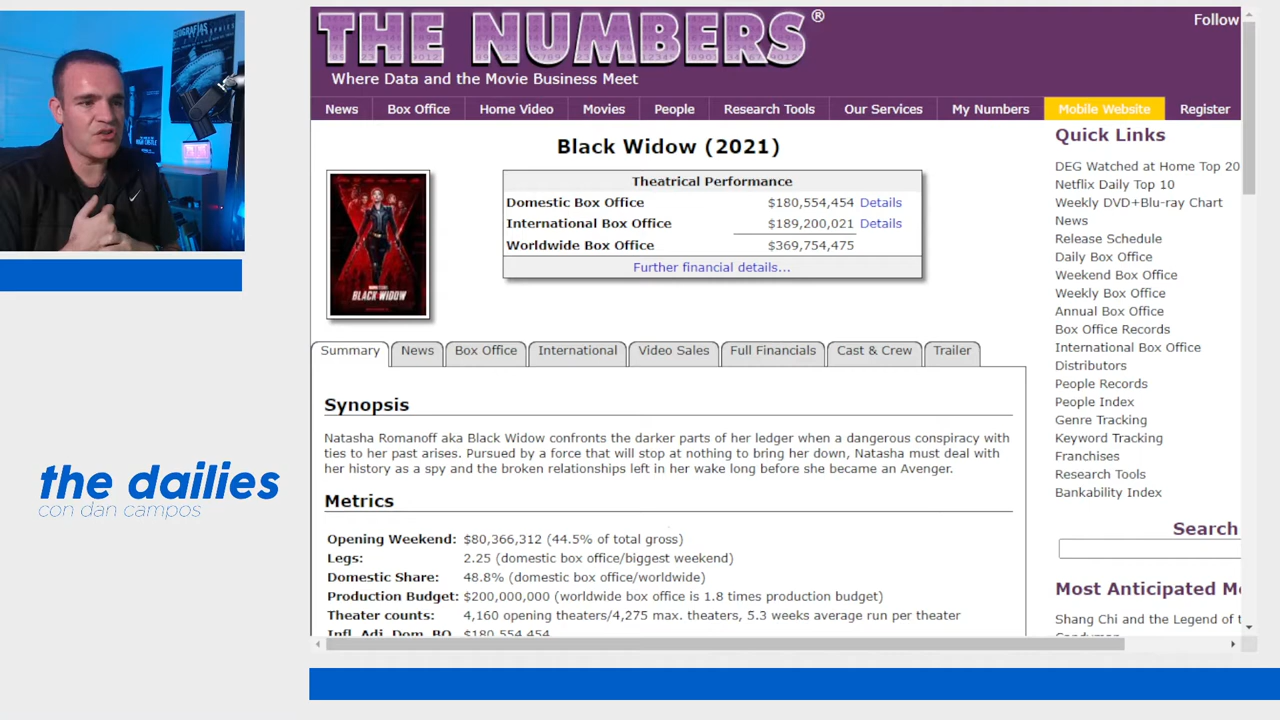 THE NUMBERS®
Where Data and the Movie Business Meet
Follow
News Box Office Home Video Movies People Research Tools Our Services My Numbers Mobile Website Register
Black Widow (2021)
Theatrical Performance
Domestic Box Office $180,554,454 Details
International Box Office $189,200,021 Details
Worldwide Box Office $369,754,475
Further financial details...
BLACK WIDOW
Summary News Box Office International Video Sales Full Financials Cast & Crew Trailer
Synopsis
Natasha Romanoff aka Black Widow confronts the darker parts of her ledger when a dangerous conspiracy with
ties to her past arises. Pursued by a force that will stop at nothing to bring her down, Natasha must deal with
her history as a spy and the broken relationships left in her wake long before she became an Avenger.
Metrics
Opening Weekend: $80,366,312 (44.5% of total gross)
Legs: 2.25 (domestic box office/biggest weekend)
Domestic Share: 48.8% (domestic box office/worldwide)
Production Budget: $200,000,000 (worldwide box office is 1.8 times production budget)
Theater counts: 4,160 opening theaters/4,275 max. theaters, 5.3 weeks average run per theater
Infl. Adj. Dom. BO $180,554,454
Quick Links
DEG Watched at Home Top 20
Netflix Daily Top 10
Weekly DVD+Blu-ray Chart
News
Release Schedule
Daily Box Office
Weekend Box Office
Weekly Box Office
Annual Box Office
Box Office Records
International Box Office
Distributors
People Records
People Index
Genre Tracking
Keyword Tracking
Franchises
Research Tools
Bankability Index
Search
Most Anticipated Mo
Shang Chi and the Legend of t
Candyman
GEOGRAFÍAS
the dailies
con dan campos